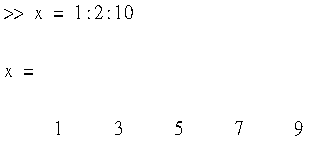 >> x = 1:2:10
x =
1 3 5 7 9